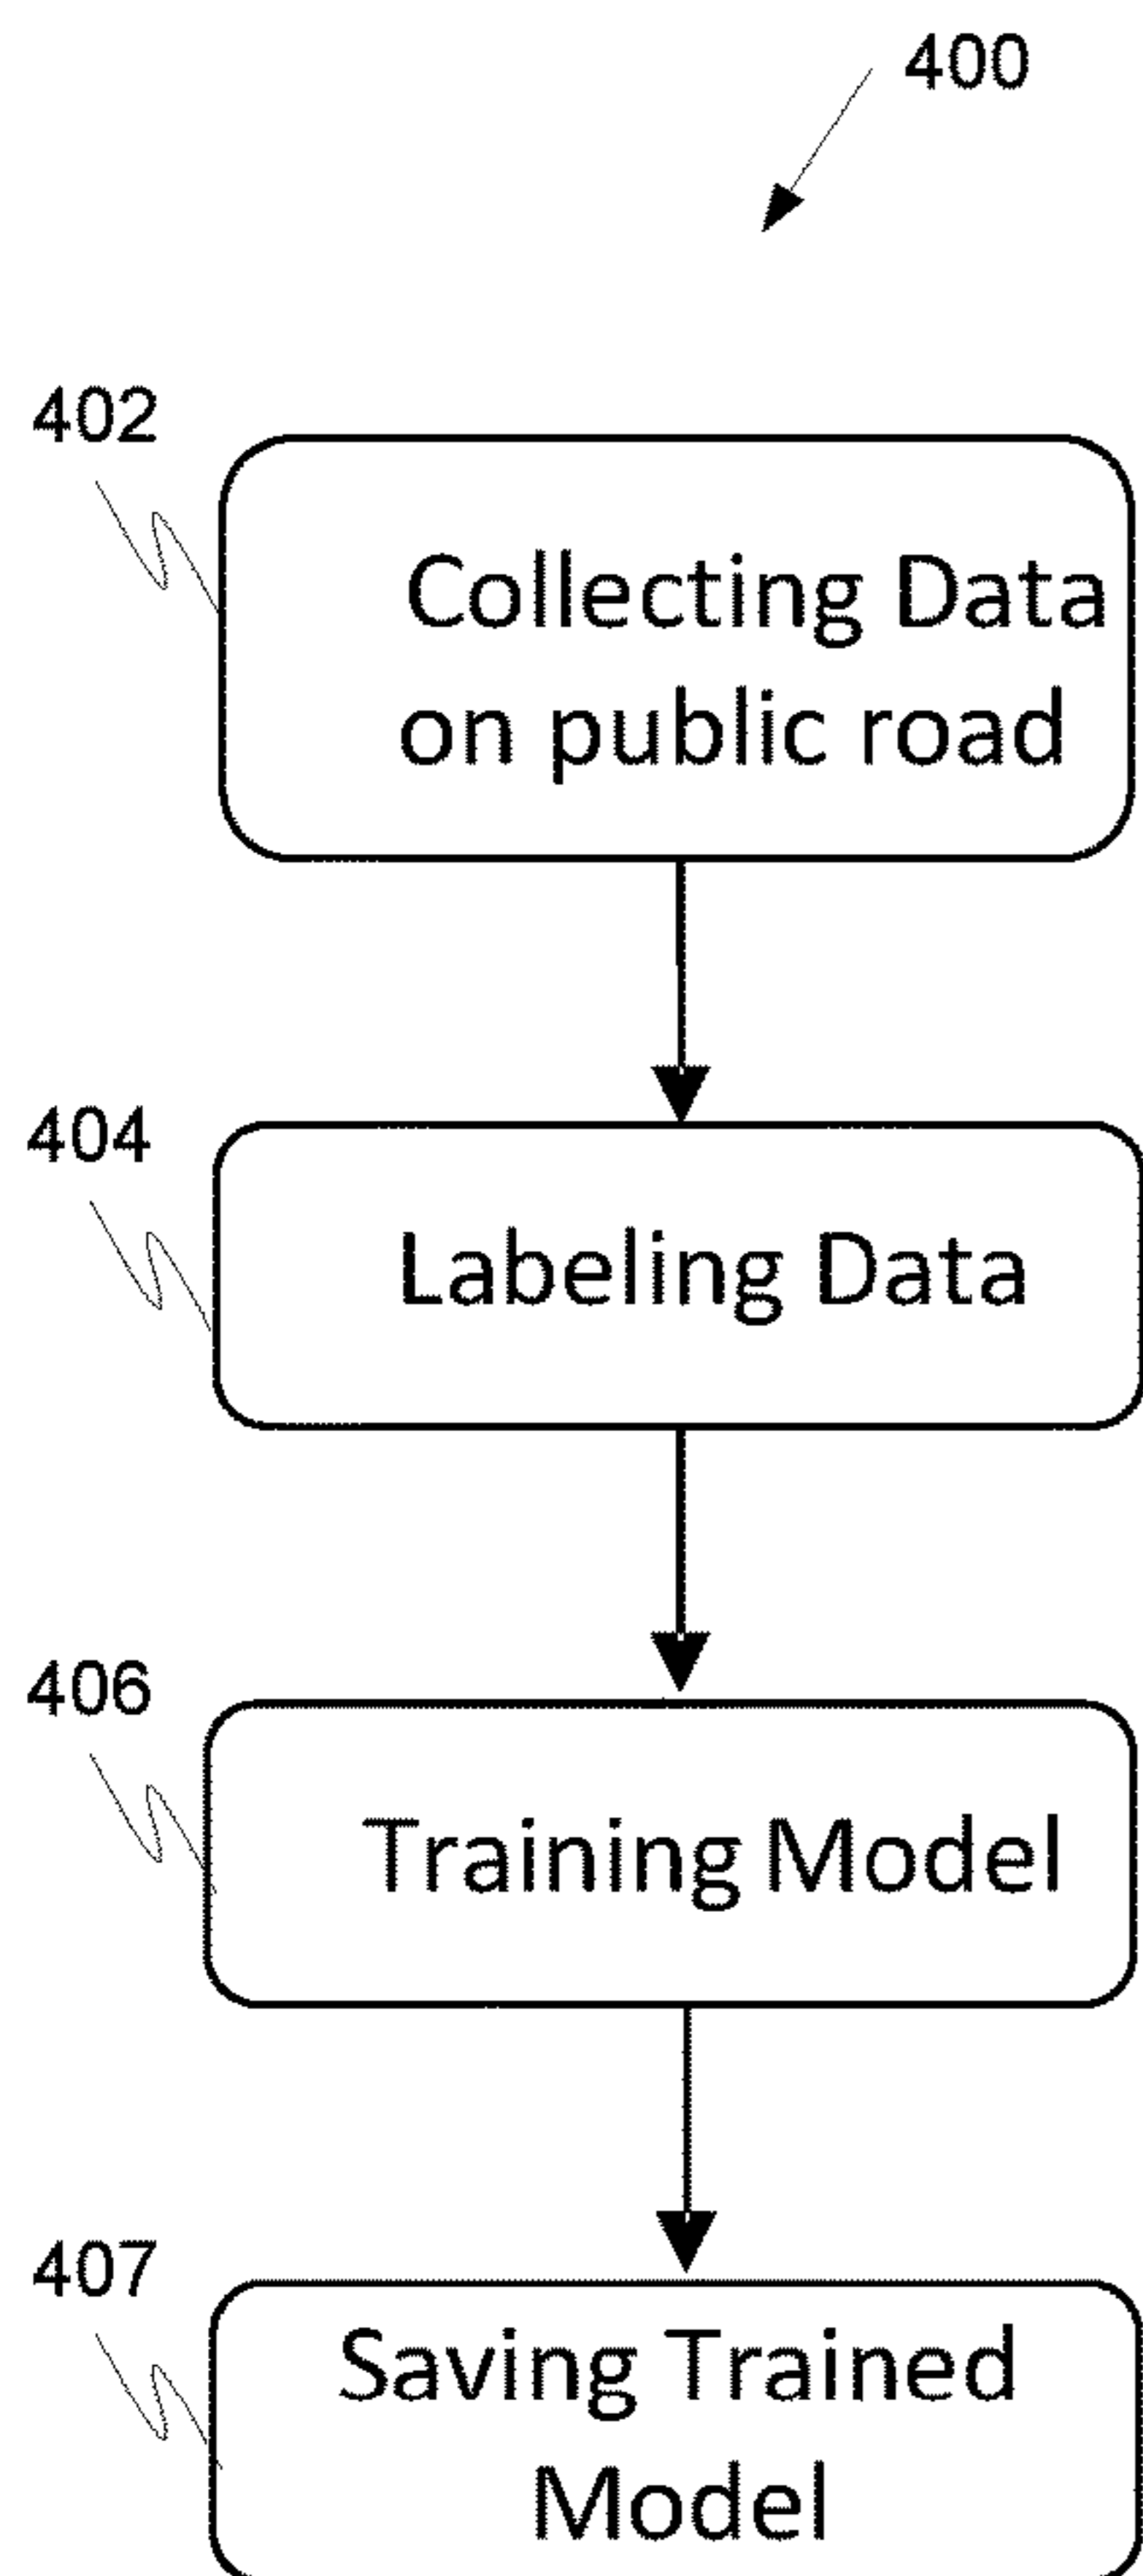 400
402
Collecting Data
on public road
404
Labeling Data
406
Training Model
407
Saving Trained
Model